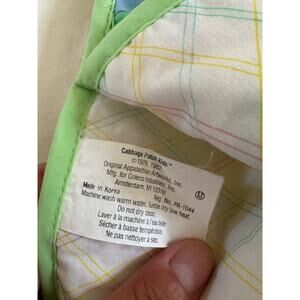 Cabbage Patch Kids™
© 1978, 1982
Original Appalachian Artworks, Inc.
Mfg. for Coleco Industries, Inc.
Amsterdam, NY 12010
Made in Korea Reg. No. PA-1044
Machine wash warm water, Tumble dry low heat.
Do not dry clean.
Laver à la machine à l'eau tiède
Sécher à basse température.
Ne pas nettoyer à sec.